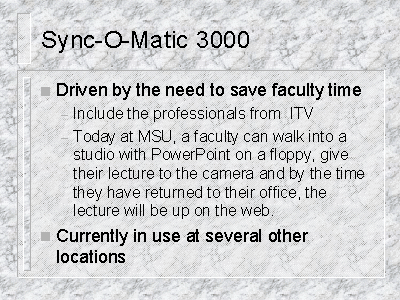 Sync-O-Matic 3000
Driven by the need to save faculty time
– Include the professionals from ITV
– Today at MSU, a faculty can walk into a
studio with PowerPoint on a floppy, give
their lecture to the camera and by the time
they have returned to their office, the
lecture will be up on the web.
Currently in use at several other
locations